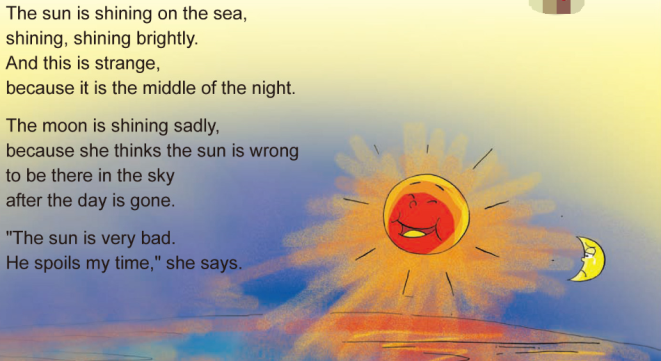 The sun is shining on the sea,
shining, shining brightly.
And this is strange,
because it is the middle of the night.
The moon is shining sadly,
because she thinks the sun is wrong
to be there in the sky
after the day is gone.
"The sun is very bad.
He spoils my time," she says.